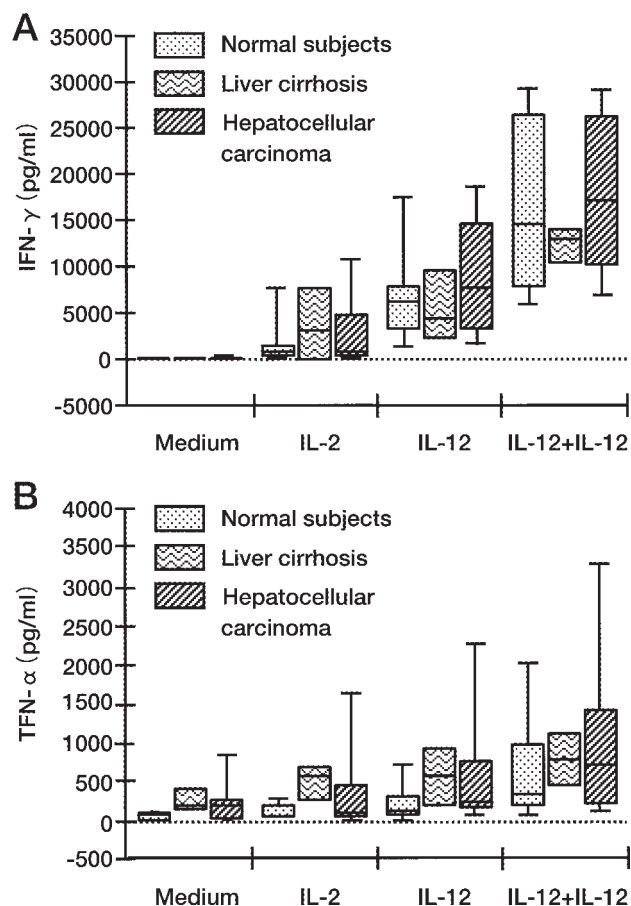 A
35000
30000
25000
20000
15000
10000
5000
0
-5000
IFN-γ (pg/ml)
Normal subjects
Liver cirrhosis
Hepatocellular
carcinoma
Medium IL-2 IL-12 IL-12+IL-12
B
4000
3500
3000
2500
2000
1500
1000
500
0
-500
TFN-α (pg/ml)
Normal subjects
Liver cirrhosis
Hepatocellular
carcinoma
Medium IL-2 IL-12 IL-12+IL-12